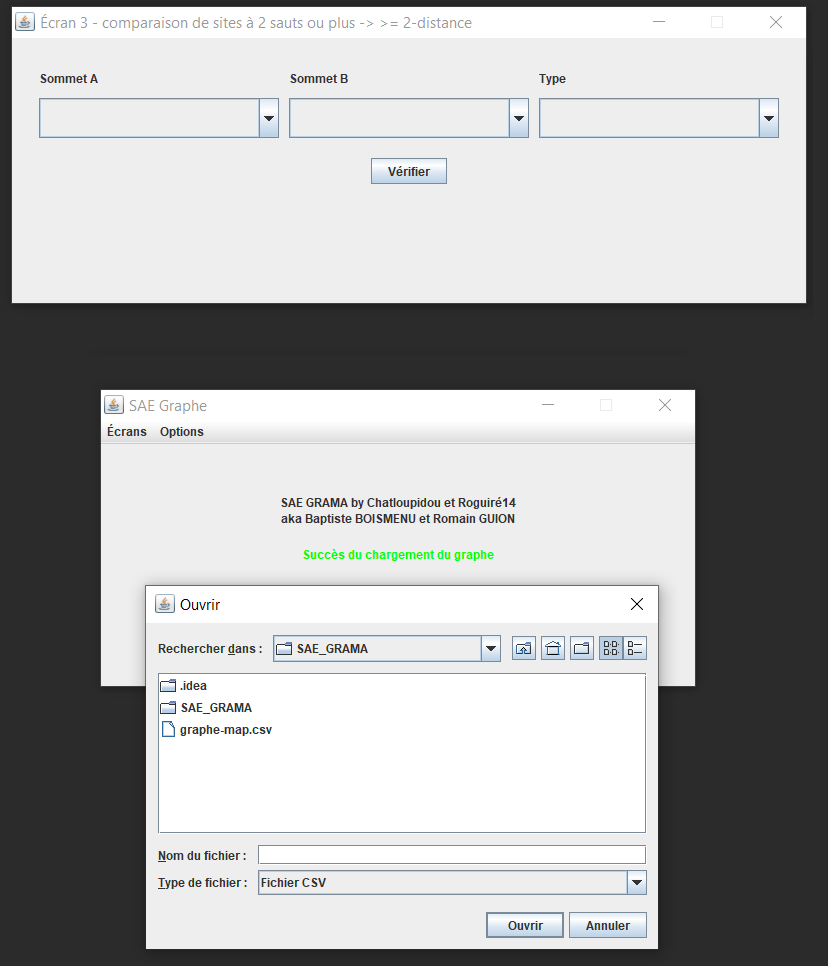 Écran 3 - comparaison de sites à 2 sauts ou plus -> >= 2-distance
Sommet A Sommet B Type
Vérifier
SAE Graphe
Écrans Options
SAE GRAMA by Chatloupidou et Roguiré14
aka Baptiste BOISMENU et Romain GUION
Succès du chargement du graphe
Ouvrir
Rechercher dans : SAE_GRAMA
.idea
SAE_GRAMA
graphe-map.csv
Nom du fichier :
Type de fichier : Fichier CSV
Ouvrir Annuler